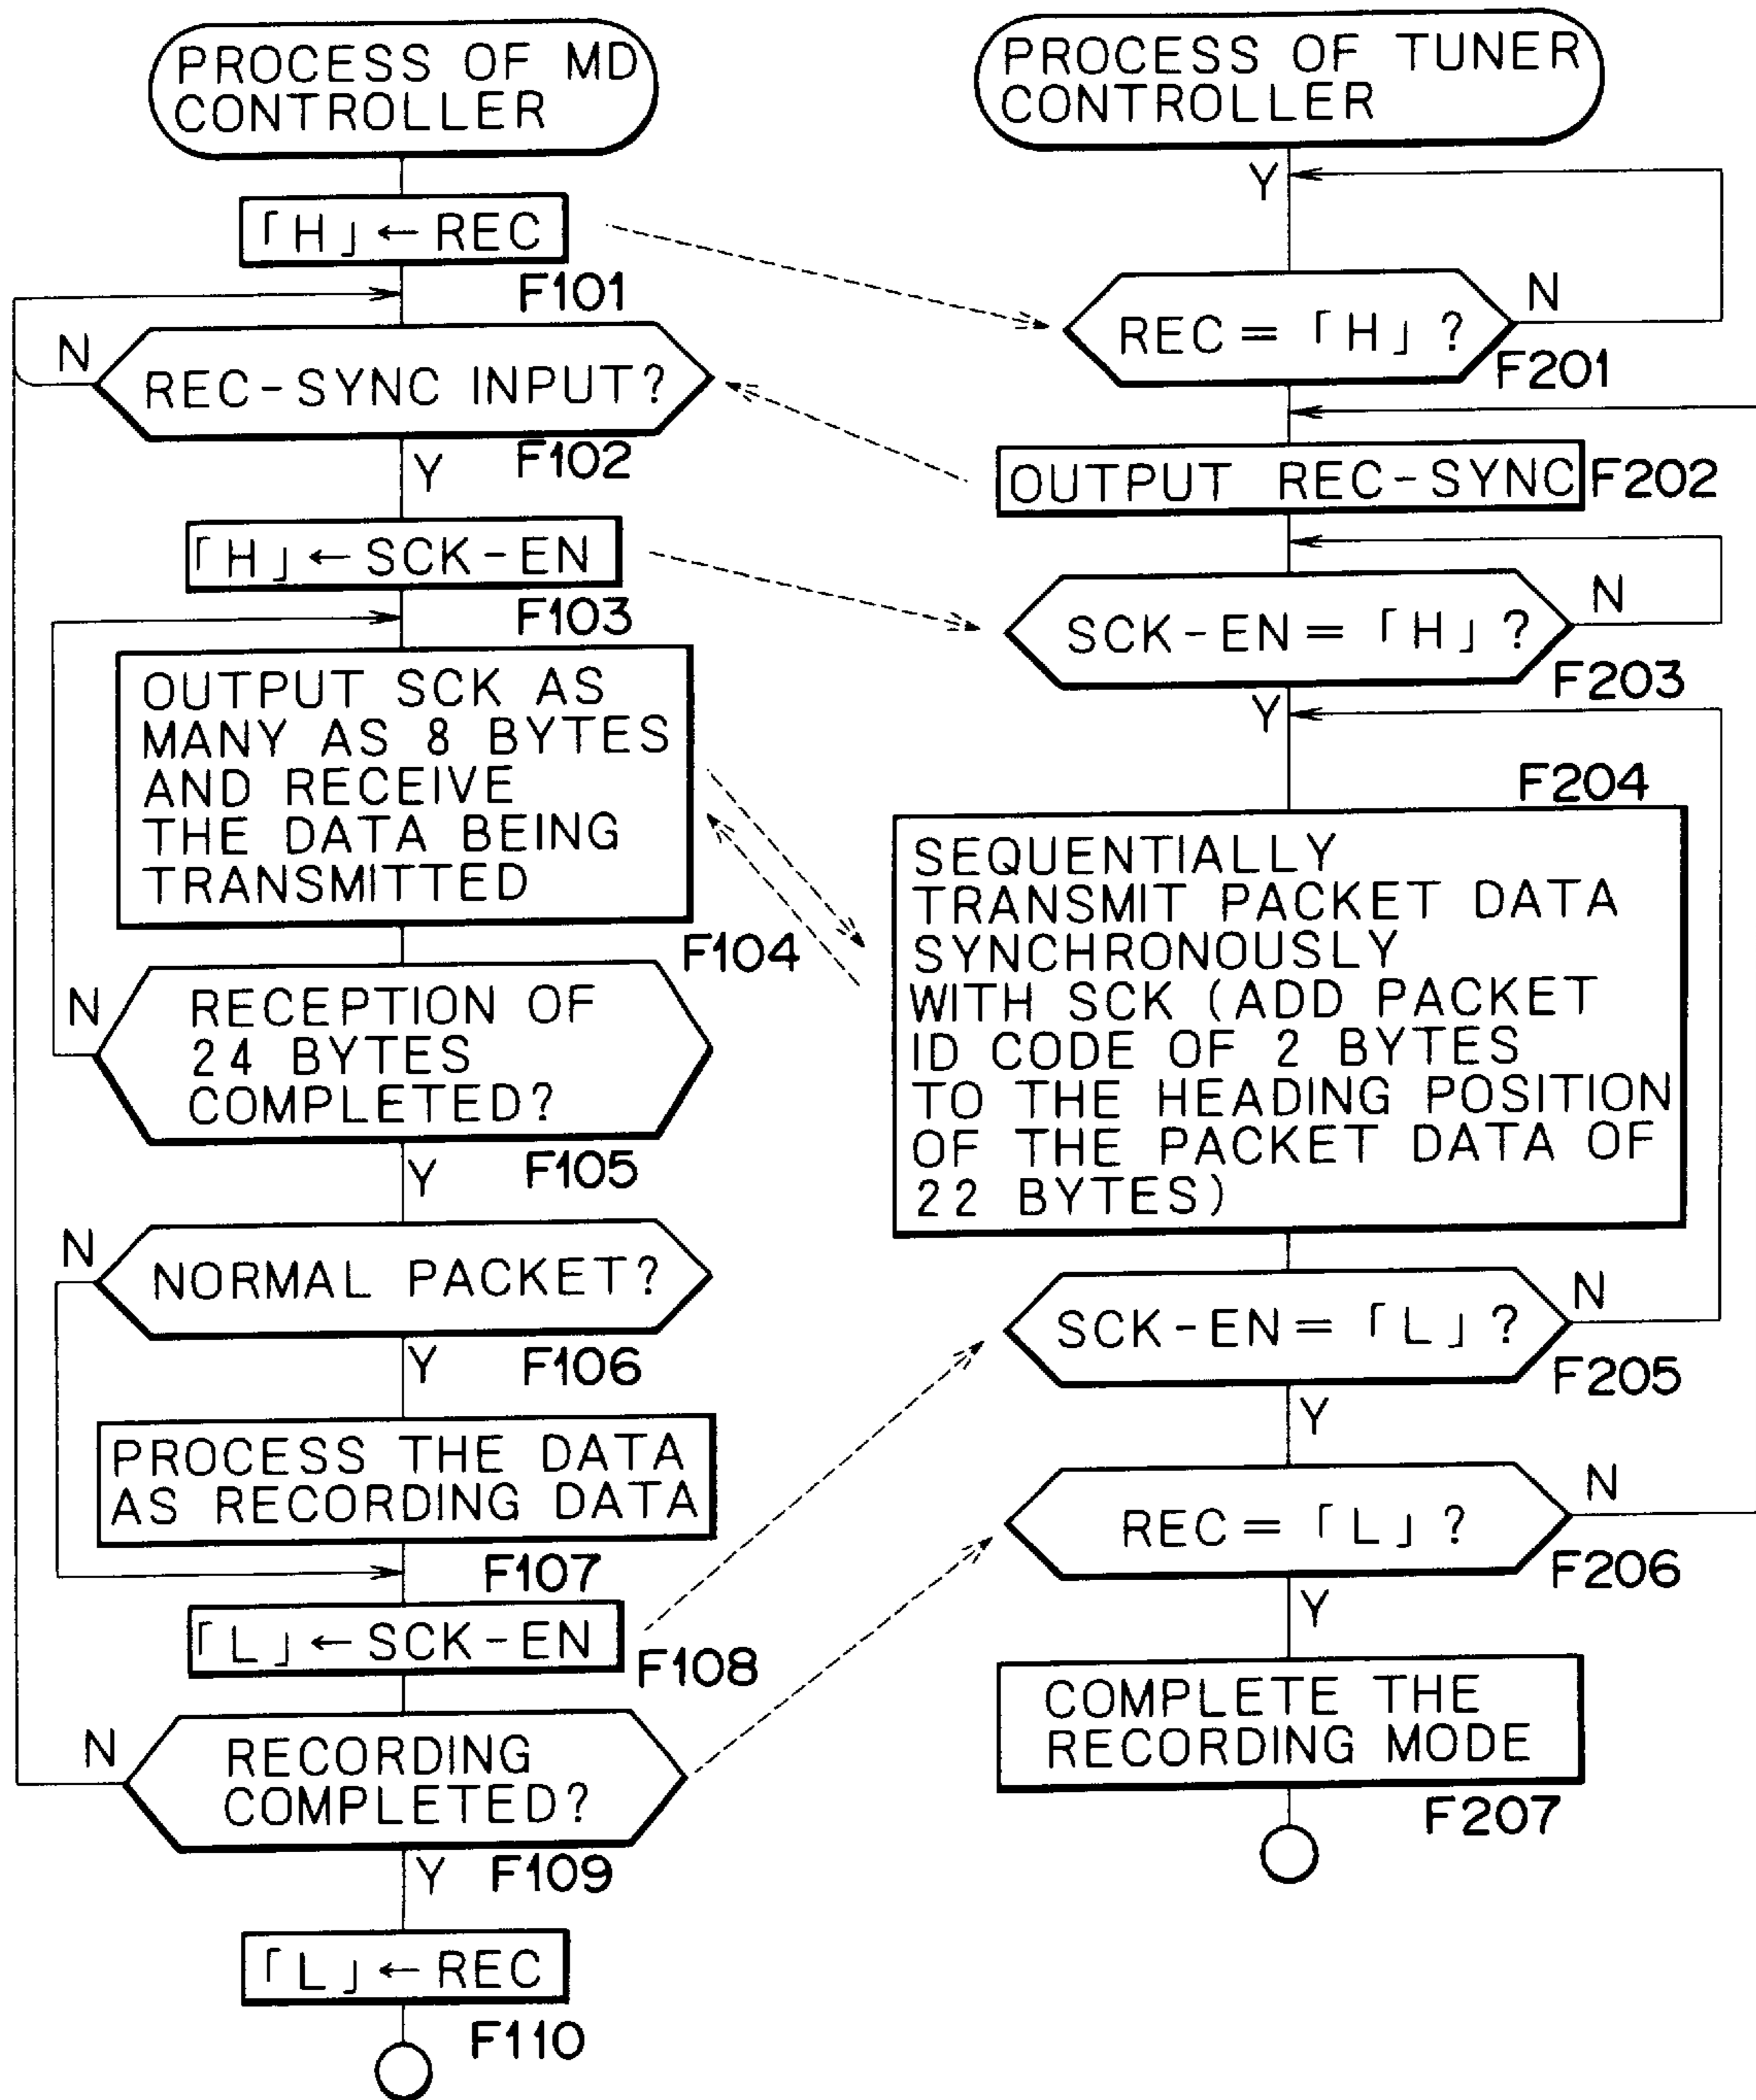 PROCESS OF MD
CONTROLLER
「H」←REC
F101
N
REC-SYNC INPUT?
F102
Y
「H」←SCK-EN
F103
OUTPUT SCK AS
MANY AS 8 BYTES
AND RECEIVE
THE DATA BEING
TRANSMITTED
F104
N
RECEPTION OF
24 BYTES
COMPLETED?
F105
Y
N
NORMAL PACKET?
Y
F106
PROCESS THE DATA
AS RECORDING DATA
F107
「L」←SCK-EN
F108
N
RECORDING
COMPLETED?
Y
F109
「L」←REC
F110
PROCESS OF TUNER
CONTROLLER
Y
N
REC=「H」?
F201
OUTPUT REC-SYNC
F202
N
SCK-EN=「H」?
F203
Y
F204
SEQUENTIALLY
TRANSMIT PACKET DATA
SYNCHRONOUSLY
WITH SCK (ADD PACKET
ID CODE OF 2 BYTES
TO THE HEADING POSITION
OF THE PACKET DATA OF
22 BYTES)
N
SCK-EN=「L」?
F205
Y
N
REC=「L」?
F206
Y
COMPLETE THE
RECORDING MODE
F207